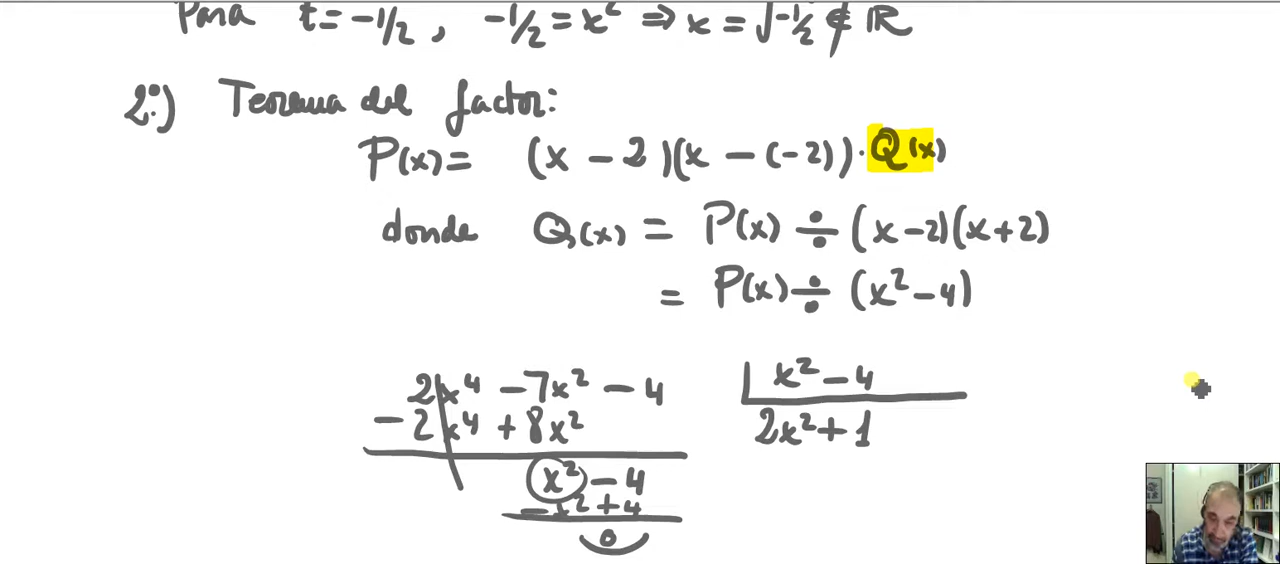 Para t = -1/2 , -1/2 = x² ⇒ x = √-1/2 ∉ ℝ
2º.) Teorema del factor:
P(x) = (x - 2)(x - (-2)) · Q(x)
donde Q(x) = P(x) ÷ (x-2)(x+2)
= P(x) ÷ (x² - 4)
2x⁴ - 7x² - 4 | x² - 4
- 2x⁴ + 8x² 2x² + 1
x² - 4
- x² + 4
0